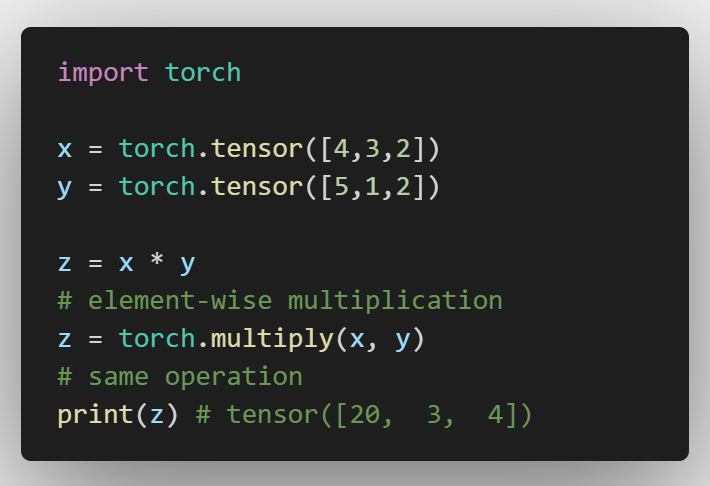 import torch
x = torch.tensor([4,3,2])
y = torch.tensor([5,1,2])
z = x * y
# element-wise multiplication
z = torch.multiply(x, y)
# same operation
print(z) # tensor([20,  3,  4])